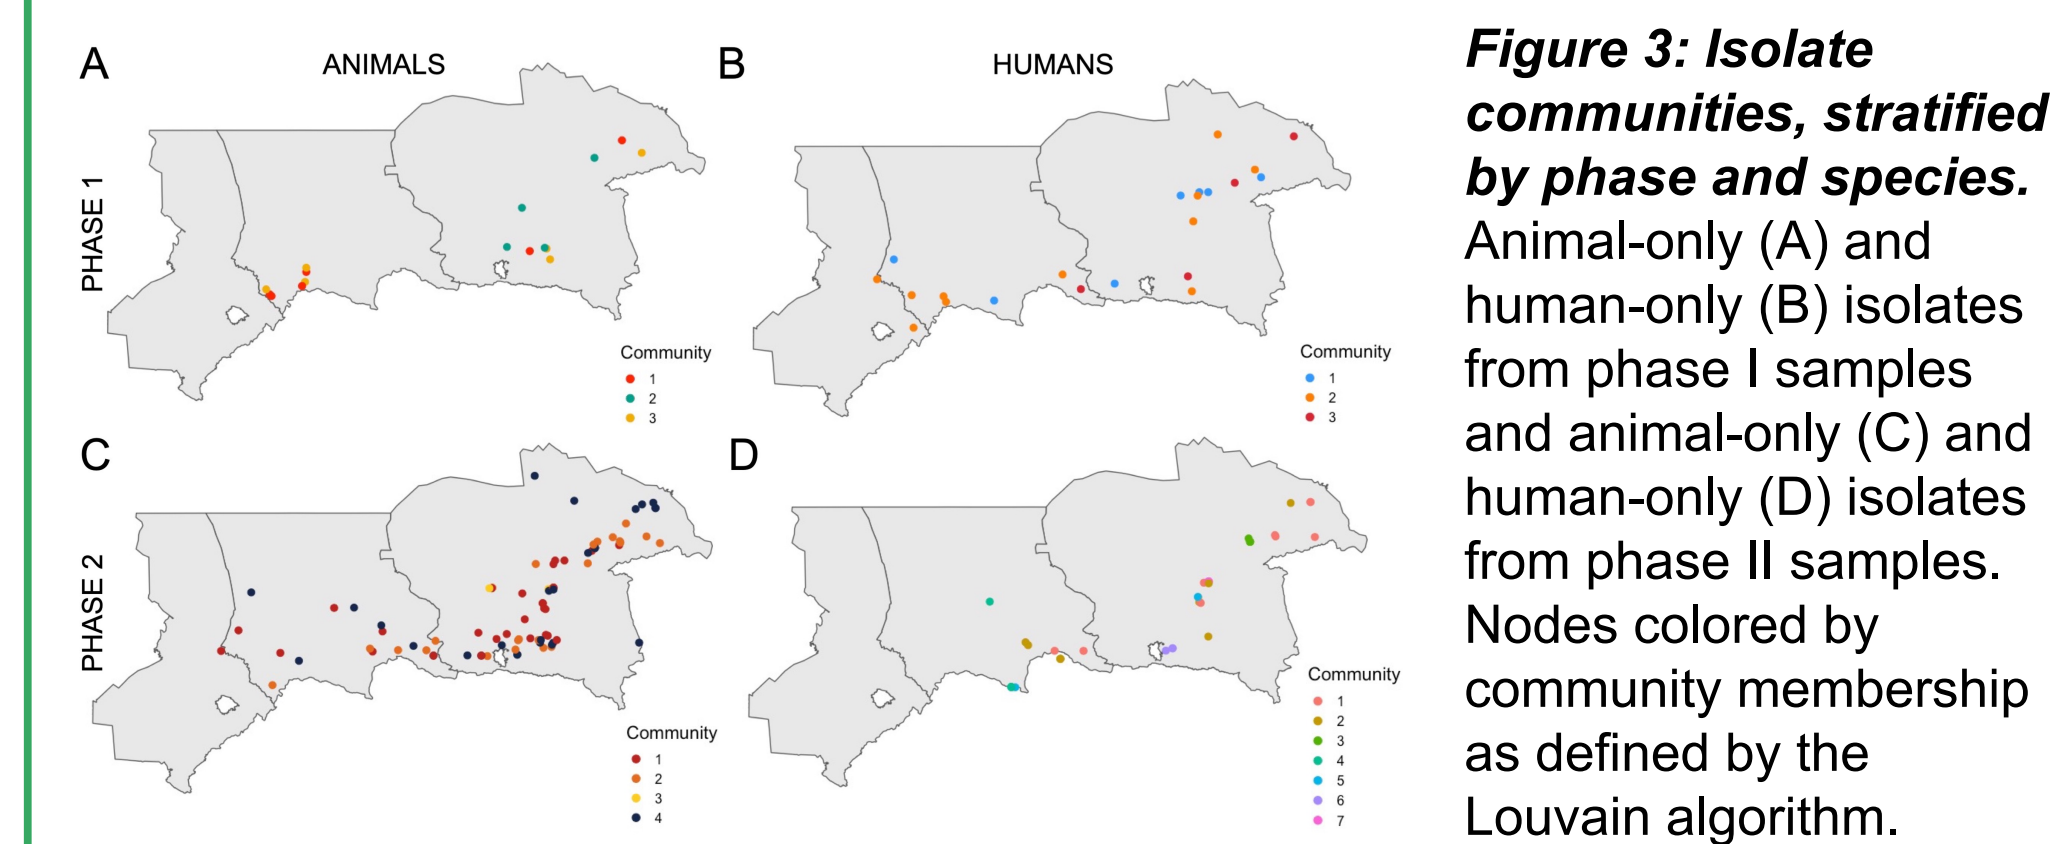 A
ANIMALS
B
HUMANS
PHASE 1
Community
1
2
3
Community
1
2
3
C
D
PHASE 2
Community
1
2
3
4
Community
1
2
3
4
5
6
7
Figure 3: Isolate
communities, stratified
by phase and species.
Animal-only (A) and
human-only (B) isolates
from phase I samples
and animal-only (C) and
human-only (D) isolates
from phase II samples.
Nodes colored by
community membership
as defined by the
Louvain algorithm.